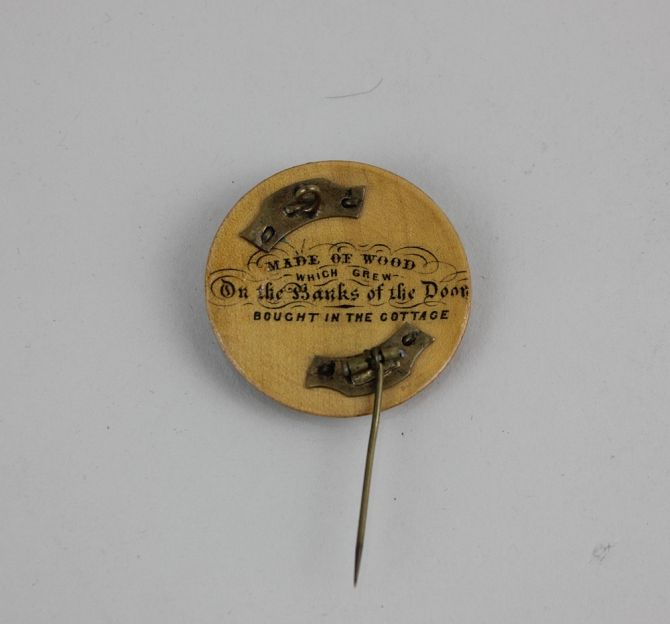 MADE OF WOOD
WHICH GREW
On the Banks of the Doon
BOUGHT IN THE COTTAGE